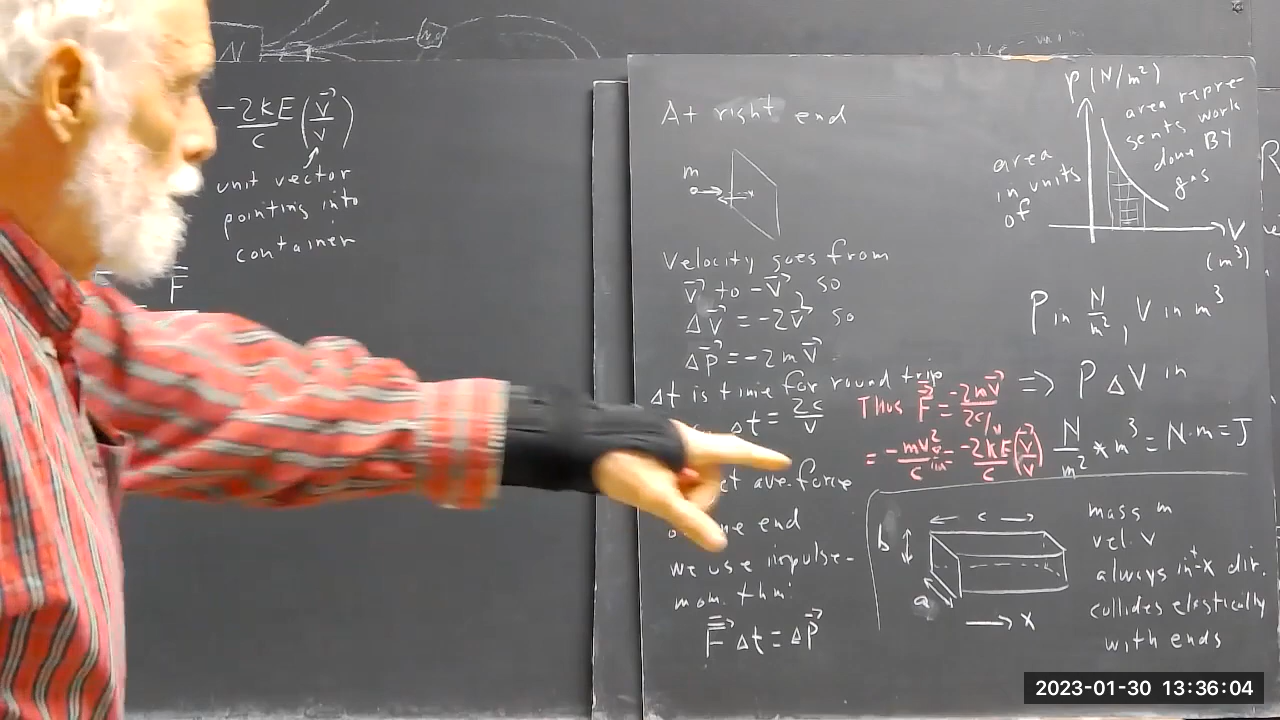 N
-2kE/c (v⃗/v)
unit vector
pointing into
container
F
At right end
m
Velocity goes from
v⃗ to -v⃗, so
Δv⃗ = -2v⃗ so
Δp⃗ = -2mv⃗
Δt is time for round trip
Δt = 2c/v
ave. force
end
we use impulse-
mom. thm:
F⃗ Δt = Δp⃗
Thus F⃗ = -2mv⃗/(2c/v)
= -2kE/c (v⃗/v)
P (N/m²)
area repre-
sents work
done BY
gas
area
in units
of
V
(m³)
P in N/m², V in m³
=> P ΔV in
N/m² * m³ = N·m = J
c
b
a
x
mass m
vel. v
always in +-x dir.
collides elastically
with ends
2023-01-30 13:36:04